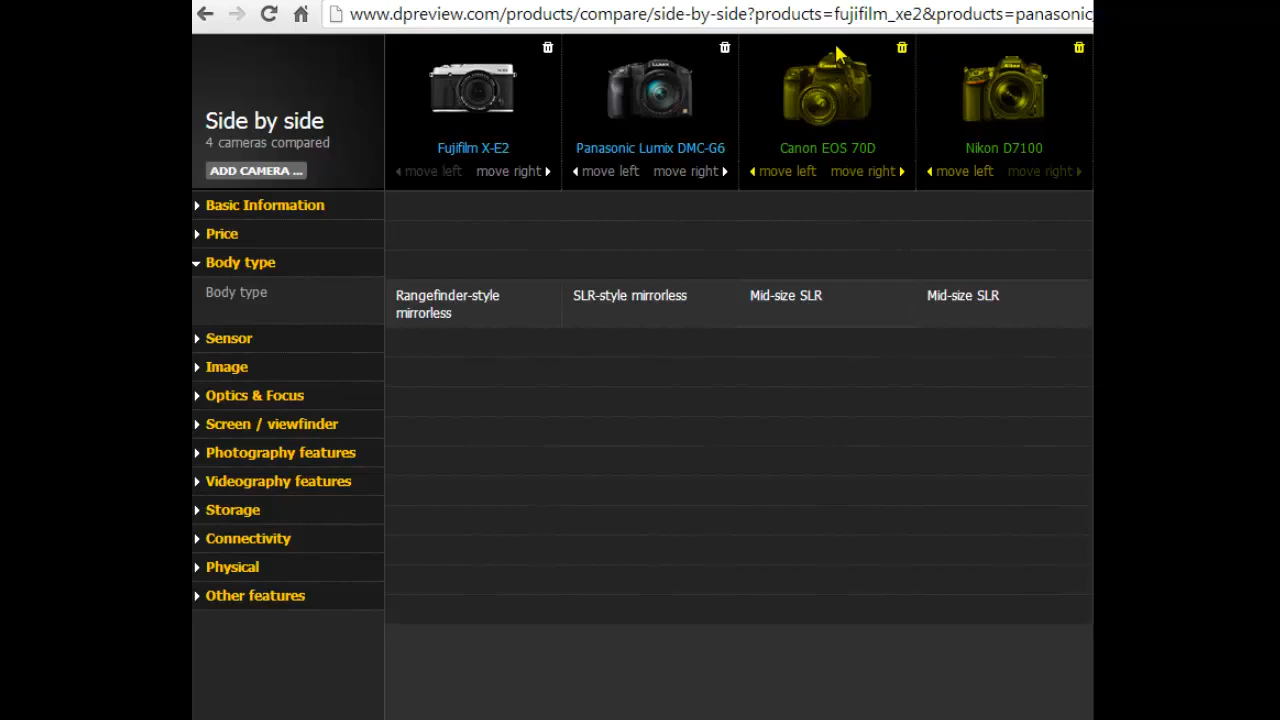 www.dpreview.com/products/compare/side-by-side?products=fujifilm_xe2&products=panasonic_
Side by side
4 cameras compared
ADD CAMERA ...
Fujifilm X-E2
Panasonic Lumix DMC-G6
Canon EOS 70D
Nikon D7100
move left move right
move left move right
move left move right
move left move right
Basic Information
Price
Body type
Body type
Rangefinder-style
mirrorless
SLR-style mirrorless
Mid-size SLR
Mid-size SLR
Sensor
Image
Optics & Focus
Screen / viewfinder
Photography features
Videography features
Storage
Connectivity
Physical
Other features